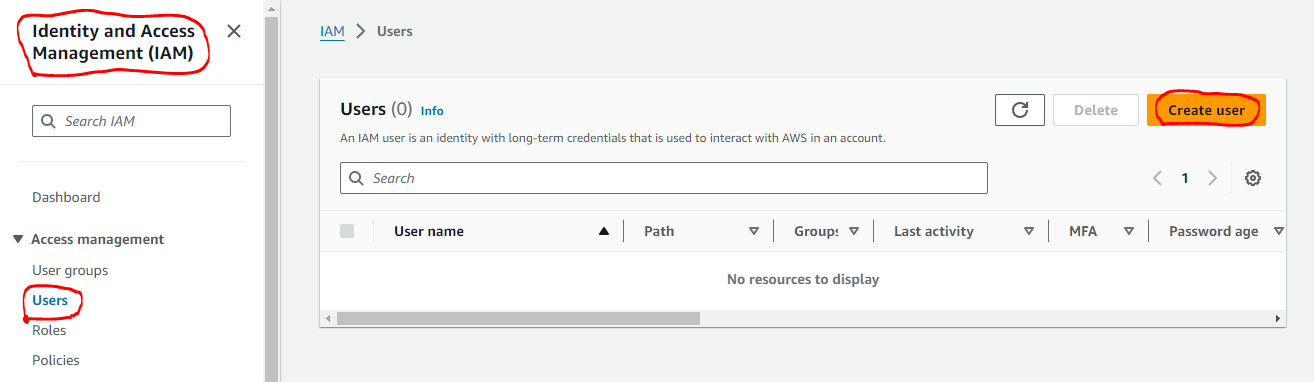 Identity and Access
Management (IAM)
Search IAM
Dashboard
Access management
User groups
Users
Roles
Policies
IAM > Users
Users (0) Info
Delete
Create user
An IAM user is an identity with long-term credentials that is used to interact with AWS in an account.
Search
1
User name Path Groups Last activity MFA Password age
No resources to display